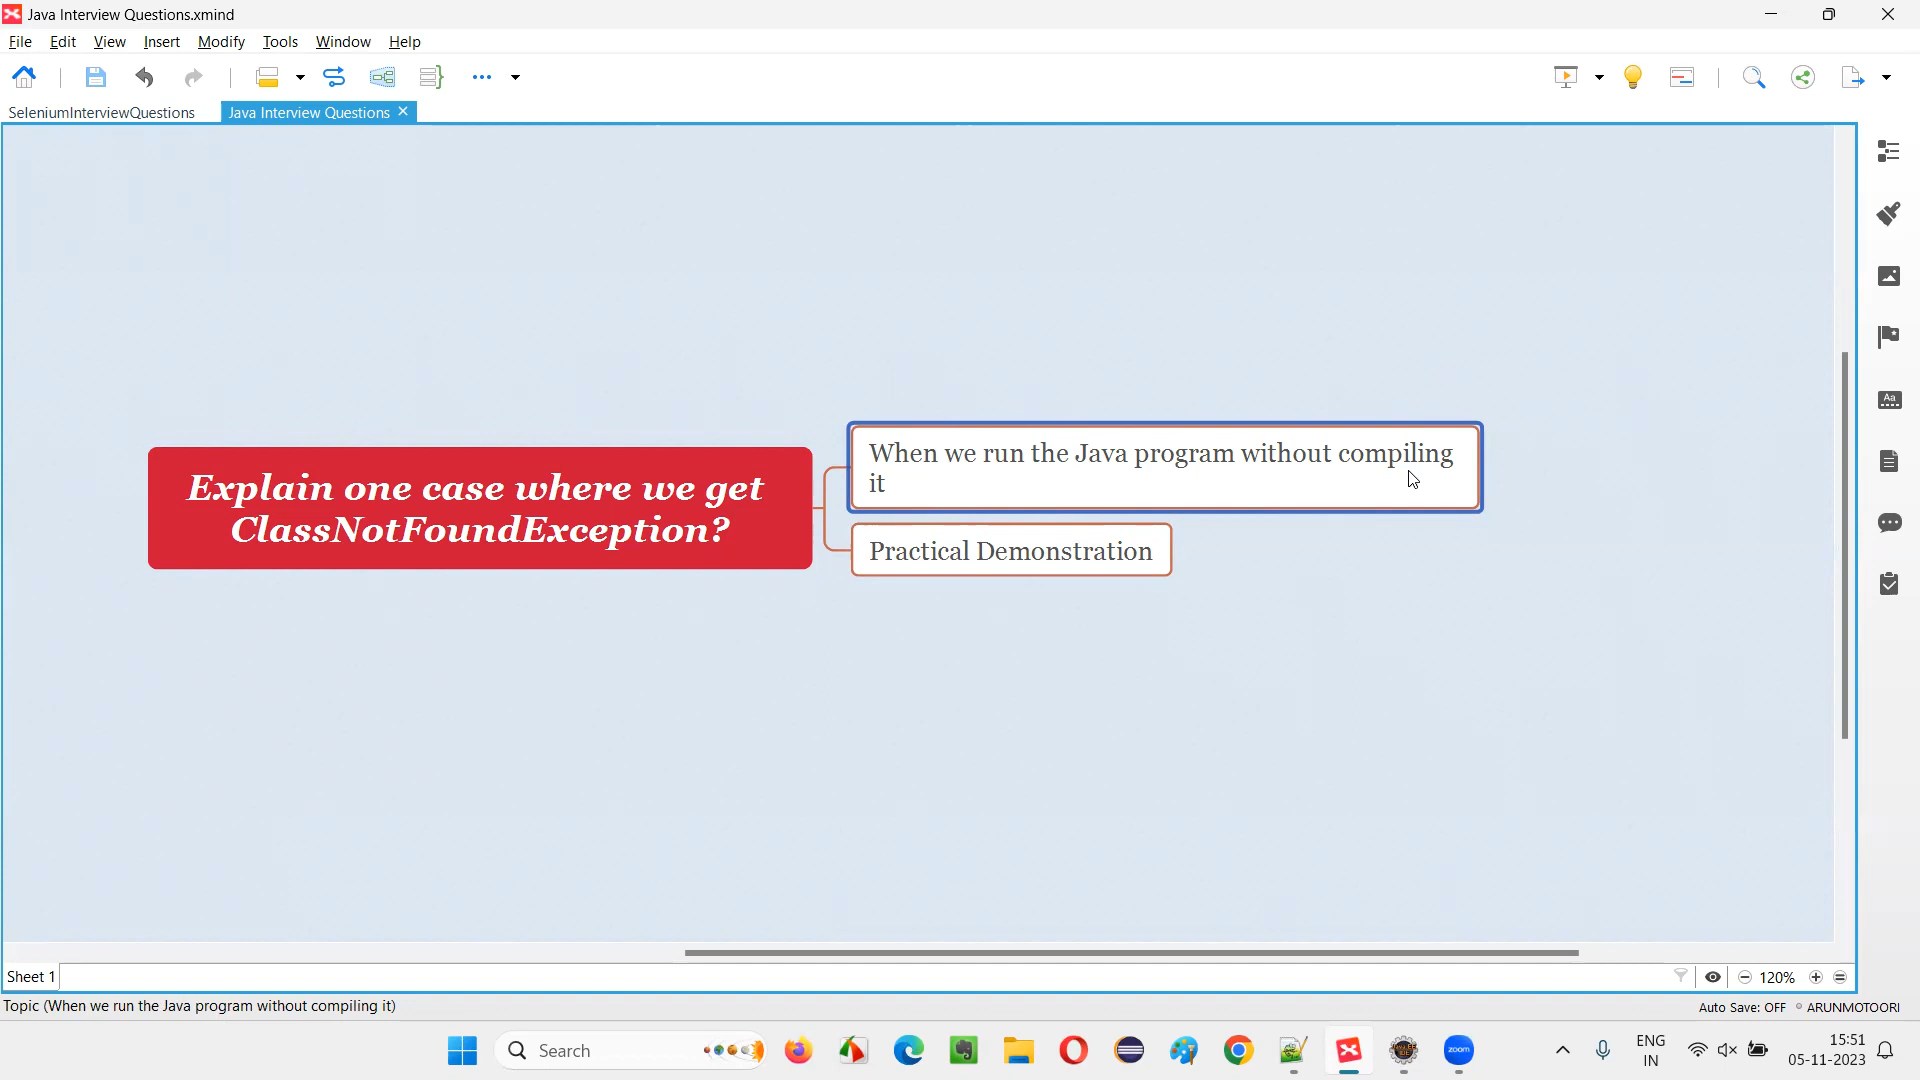 Java Interview Questions.xmind
File Edit View Insert Modify Tools Window Help
SeleniumInterviewQuestions Java Interview Questions
Explain one case where we get
ClassNotFoundException?
When we run the Java program without compiling
it
Practical Demonstration
Sheet 1
120%
Topic (When we run the Java program without compiling it)
Auto Save: OFF ARUNMOTOORI
Search
zoom
ENG
IN
15:51
05-11-2023